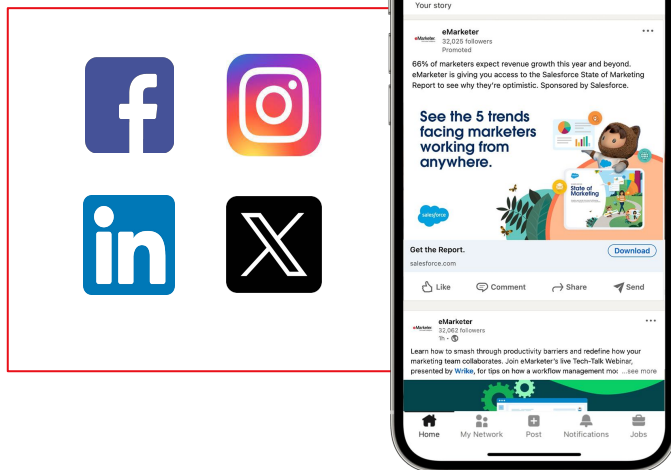 Your story
eMarketer
eMarketer
32,025 followers
Promoted
66% of marketers expect revenue growth this year and beyond.
eMarketer is giving you access to the Salesforce State of Marketing
Report to see why they're optimistic. Sponsored by Salesforce.
See the 5 trends
facing marketers
working from
anywhere.
State of
Marketing
salesforce
Get the Report.
Download
salesforce.com
Like
Comment
Share
Send
eMarketer
eMarketer
32,062 followers
1h •
Learn how to smash through productivity barriers and redefine how your
marketing team collaborates. Join eMarketer's live Tech-Talk Webinar,
presented by Wrike, for tips on how a workflow management mo ...see more
Home
My Network
Post
Notifications
Jobs
f
in
X